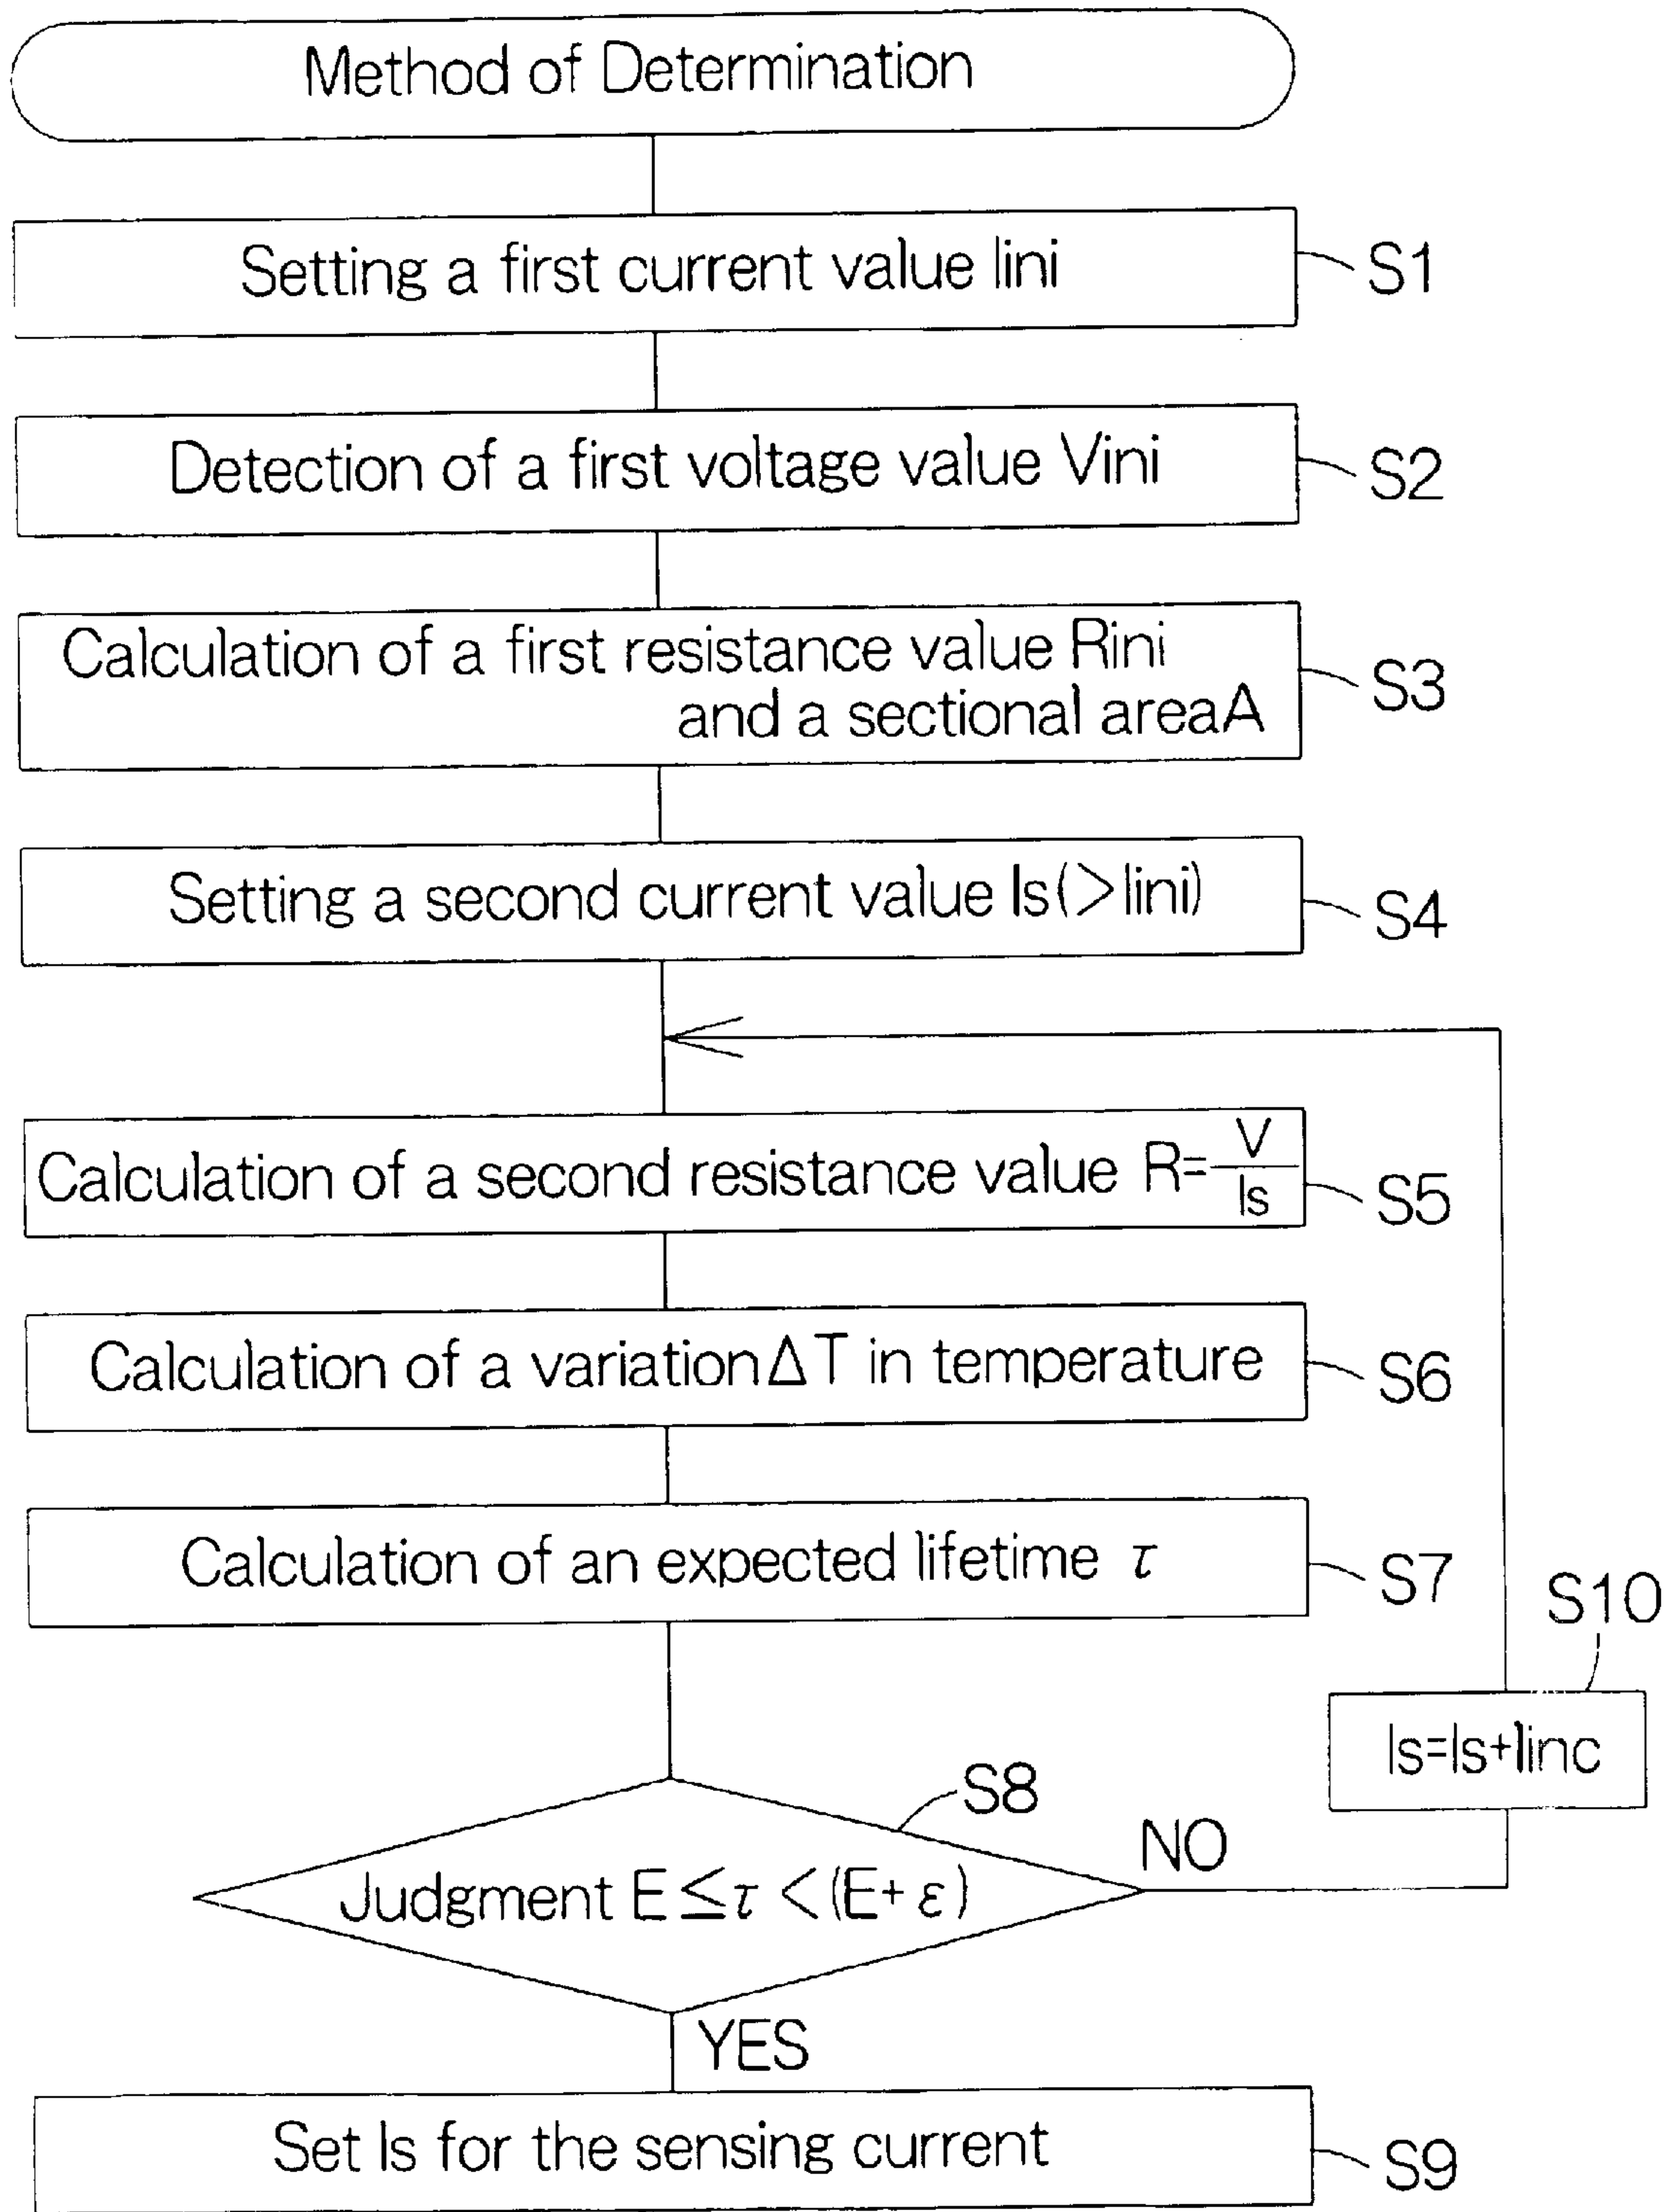 Method of Determination
Setting a first current value Iini
S1
Detection of a first voltage value Vini
S2
Calculation of a first resistance value Rini
and a sectional areaA
S3
Setting a second current value Is(>Iini)
S4
Calculation of a second resistance value R=V/Is
S5
Calculation of a variationΔT in temperature
S6
Calculation of an expected lifetime τ
S7
S10
Is=Is+Iinc
S8
Judgment E≦τ<(E+ε)
NO
YES
Set Is for the sensing current
S9